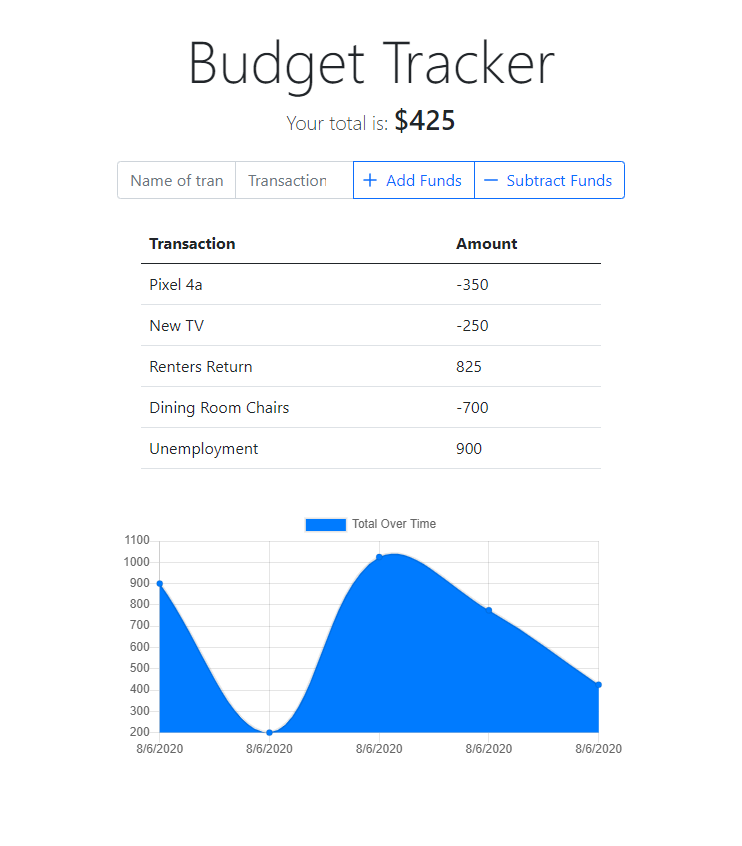 Budget Tracker
Your total is: $425
Name of tran Transaction + Add Funds − Subtract Funds
Transaction Amount
Pixel 4a -350
New TV -250
Renters Return 825
Dining Room Chairs -700
Unemployment 900
Total Over Time
1100
1000
900
800
700
600
500
400
300
200
8/6/2020 8/6/2020 8/6/2020 8/6/2020 8/6/2020